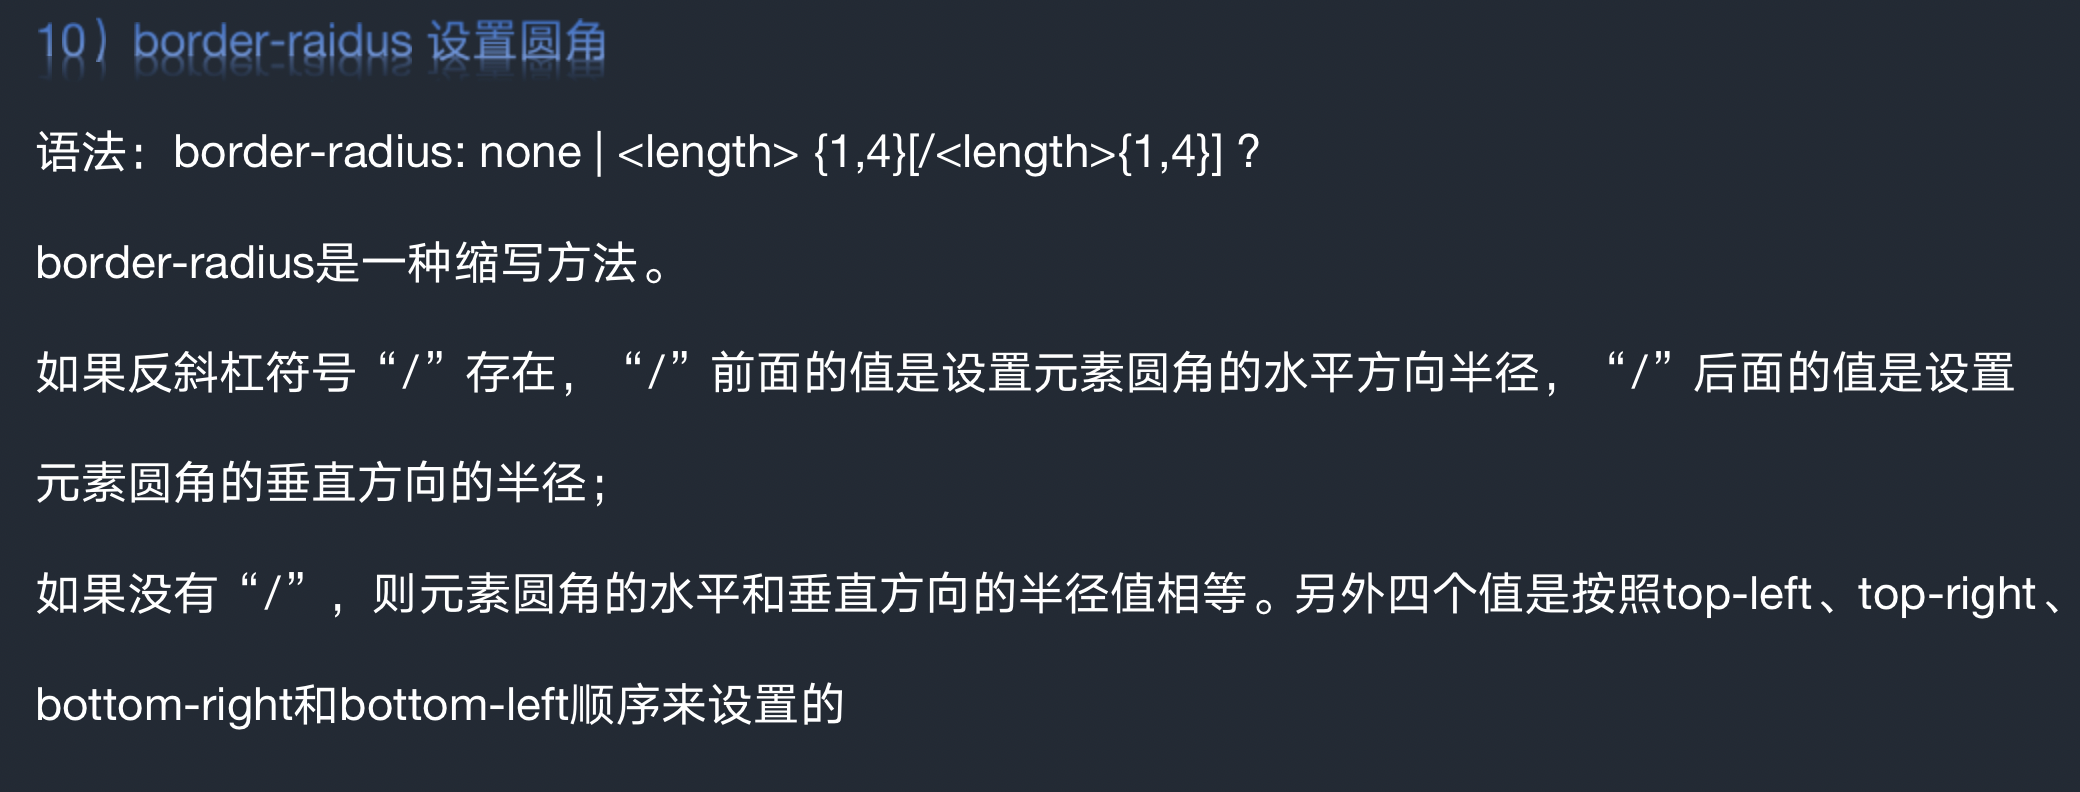 10）border-raidus 设置圆角
语法：border-radius: none | <length> {1,4}[/<length>{1,4}] ?
border-radius是一种缩写方法。
如果反斜杠符号“/”存在，“/”前面的值是设置元素圆角的水平方向半径，“/”后面的值是设置
元素圆角的垂直方向的半径；
如果没有“/”，则元素圆角的水平和垂直方向的半径值相等。另外四个值是按照top-left、top-right、
bottom-right和bottom-left顺序来设置的